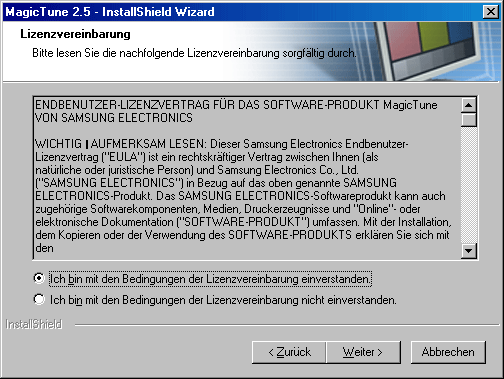 MagicTune 2.5 - InstallShield Wizard
Lizenzvereinbarung
Bitte lesen Sie die nachfolgende Lizenzvereinbarung sorgfältig durch.
ENDBENUTZER-LIZENZVERTRAG FÜR DAS SOFTWARE-PRODUKT MagicTune
VON SAMSUNG ELECTRONICS
WICHTIG | AUFMERKSAM LESEN: Dieser Samsung Electronics Endbenutzer-
Lizenzvertrag ("EULA") ist ein rechtskräftiger Vertrag zwischen Ihnen (als
natürliche oder juristische Person) und Samsung Electronics Co., Ltd.
("SAMSUNG ELECTRONICS") in Bezug auf das oben genannte SAMSUNG
ELECTRONICS-Produkt. Das SAMSUNG ELECTRONICS-Softwareprodukt kann auch
zugehörige Softwarekomponenten, Medien, Druckerzeugnisse und "Online"- oder
elektronische Dokumentation ("SOFTWARE-PRODUKT") umfassen. Mit der Installation,
dem Kopieren oder der Verwendung des SOFTWARE-PRODUKTS erklären Sie sich mit
den
Ich bin mit den Bedingungen der Lizenzvereinbarung einverstanden.
Ich bin mit den Bedingungen der Lizenzvereinbarung nicht einverstanden.
InstallShield
< Zurück
Weiter >
Abbrechen